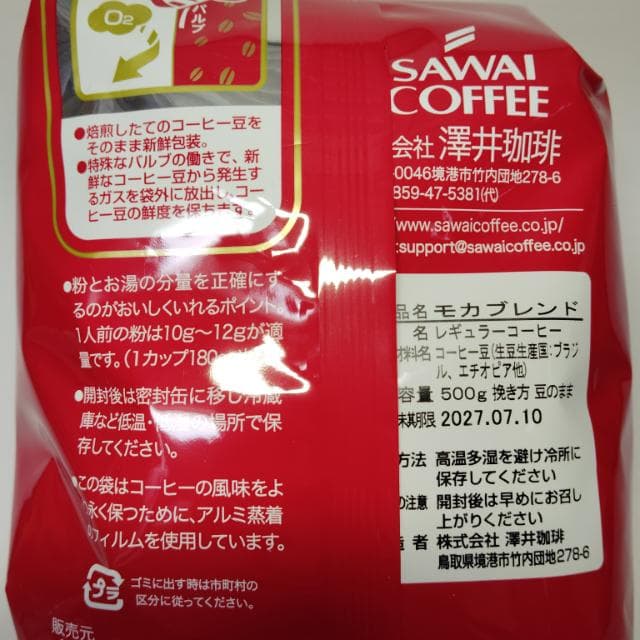 O2
バルブ
●焙煎したてのコーヒー豆を
そのまま新鮮包装。
●特殊なバルブの働きで、新
鮮なコーヒー豆から発生す
るガスを袋外に放出し、コー
ヒー豆の鮮度を保ちます。
●粉とお湯の分量を正確にす
るのがおいしくいれるポイント。
1人前の粉は10g〜12gが適
量です。(1カップ180
●開封後は密封缶に移し冷蔵
庫など低温・ の場所で保
存してください。
●この袋はコーヒーの風味をよ
永く保つために、アルミ蒸着
フィルムを使用しています。
プラ
ゴミに出す時は市町村の
区分に従ってください。
販売元
SAWAI
COFFEE
会社 澤井珈琲
-0046境港市竹内団地278-6
859-47-5381(代)
/www.sawaicoffee.co.jp/
:support@sawaicoffee.co.jp
品名 モカブレンド
名 レギュラーコーヒー
材料名 コーヒー豆(生豆生産国:ブラジ
ル、エチオピア他)
容量 500g 挽き方 豆のまま
味期限 2027.07.10
方法 高温多湿を避け冷所に
保存してください
の注意 開封後は早めにお召し
上がりください
造者 株式会社 澤井珈琲
鳥取県境港市竹内団地278-6